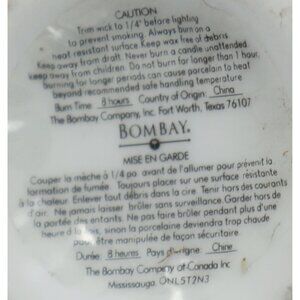 CAUTION
Trim wick to 1/4" before lighting
to prevent smoking. Always burn on a
heat resistant surface. Keep wax free of debris
Keep away from draft. Never burn a candle unattended.
Keep away from children. Do not burn for longer than 1 hour,
burning for longer periods can cause porcelain to heat
beyond recommended safe handling temperature
Burn Time: 8 hours Country of Origin: China
The Bombay Company, Inc. Fort Worth, Texas 76107
BOMBAY
MISE EN GARDE
Couper la mèche à 1/4 po avant de l'allumer pour prévenir la
formation de fumée. Toujours placer sur une surface résistante
à la chaleur. Enlever tout débris dans la cire. Tenir hors des courants
d'air. Ne jamais laisser brûler sans surveillance. Garder hors de
la portée des enfants. Ne pas faire brûler pendant plus d'une
heure à la fois, sinon la porcelaine deviendra trop chaude
pour être manipulée de façon sécuritaire.
Durée: 8 heures Pays d'origine: Chine
The Bombay Company of Canada Inc
Mississauga, ON L5T2N3